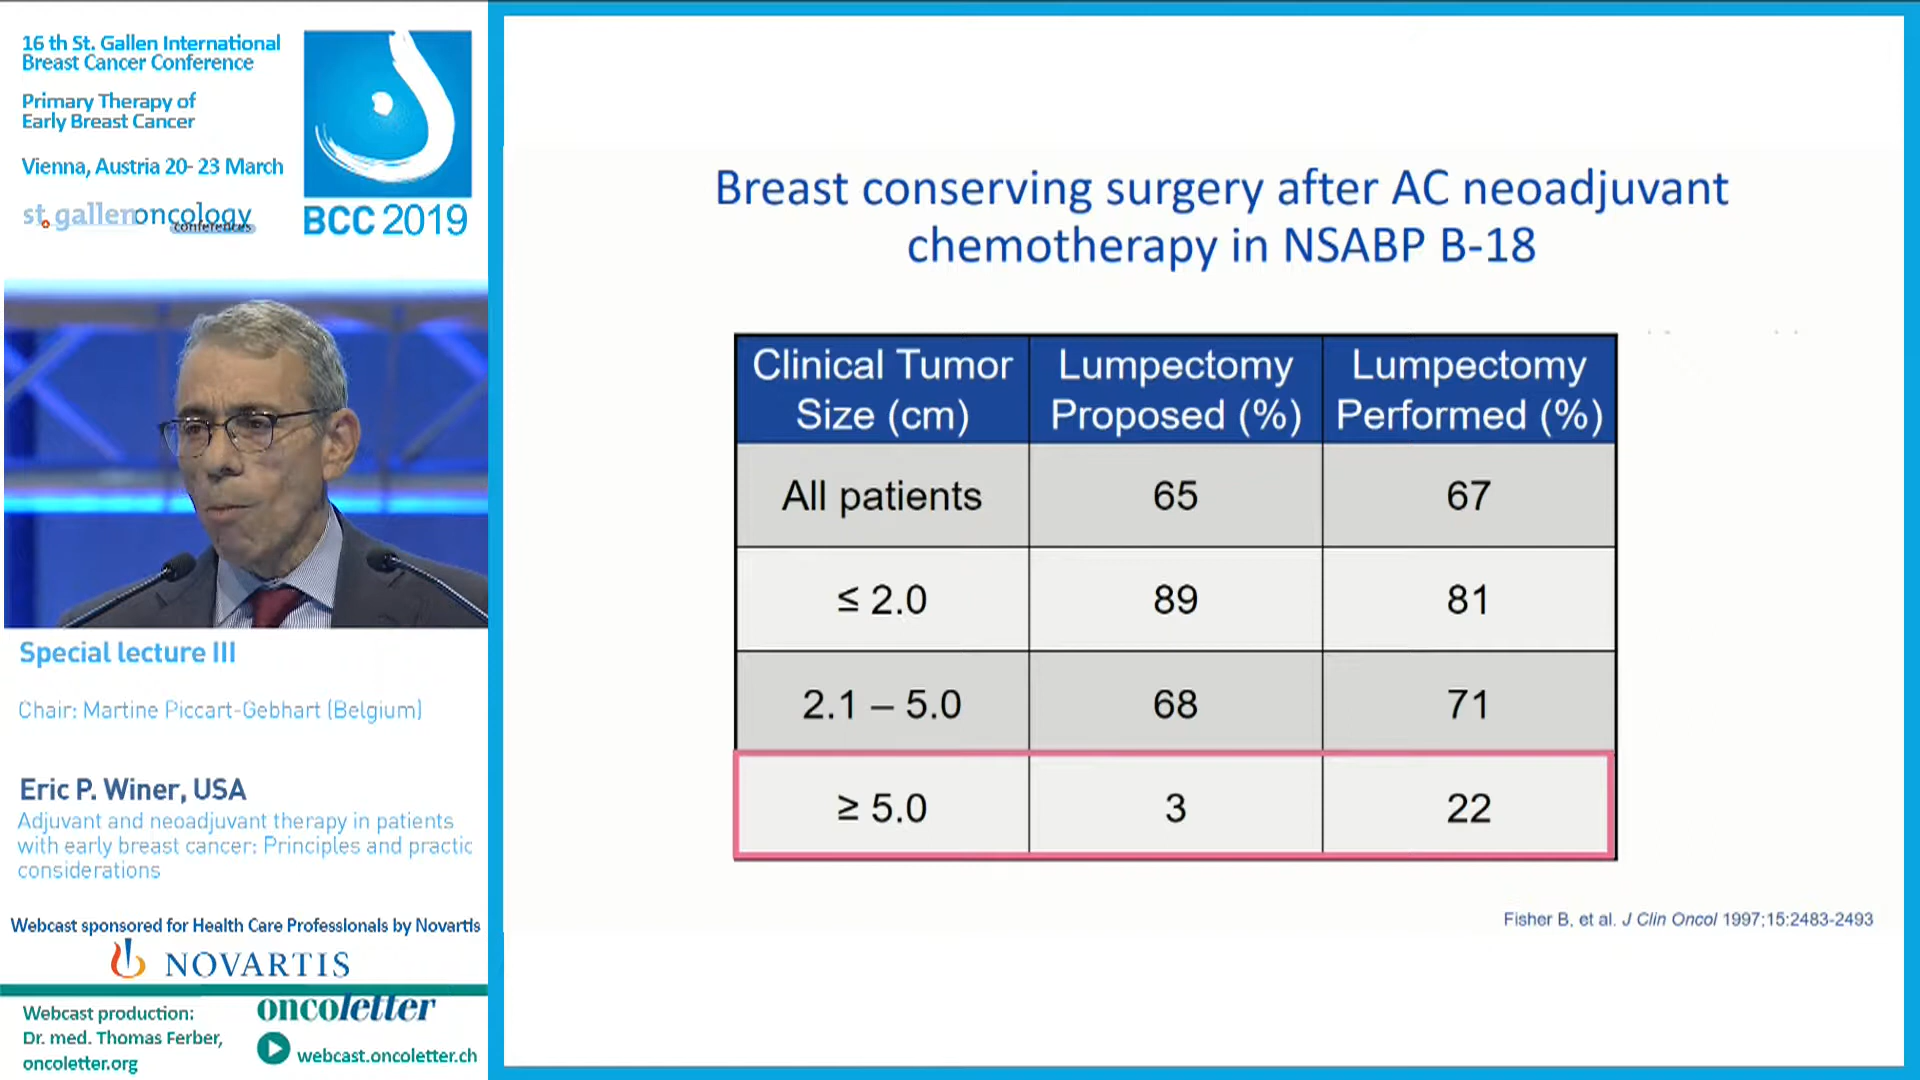 16 th St. Gallen International
Breast Cancer Conference
Primary Therapy of
Early Breast Cancer
Vienna, Austria 20- 23 March
st.gallenoncology
conferences
BCC 2019
Special lecture III
Chair: Martine Piccart-Gebhart (Belgium)
Eric P. Winer, USA
Adjuvant and neoadjuvant therapy in patients
with early breast cancer: Principles and practic
considerations
Webcast sponsored for Health Care Professionals by Novartis
NOVARTIS
Webcast production:
Dr. med. Thomas Ferber,
oncoletter.org
oncoletter
webcast.oncoletter.ch
Breast conserving surgery after AC neoadjuvant
chemotherapy in NSABP B-18
Clinical Tumor Size (cm) Lumpectomy Proposed (%) Lumpectomy Performed (%)
All patients 65 67
≤ 2.0 89 81
2.1 – 5.0 68 71
≥ 5.0 3 22
Fisher B, et al. J Clin Oncol 1997;15:2483-2493